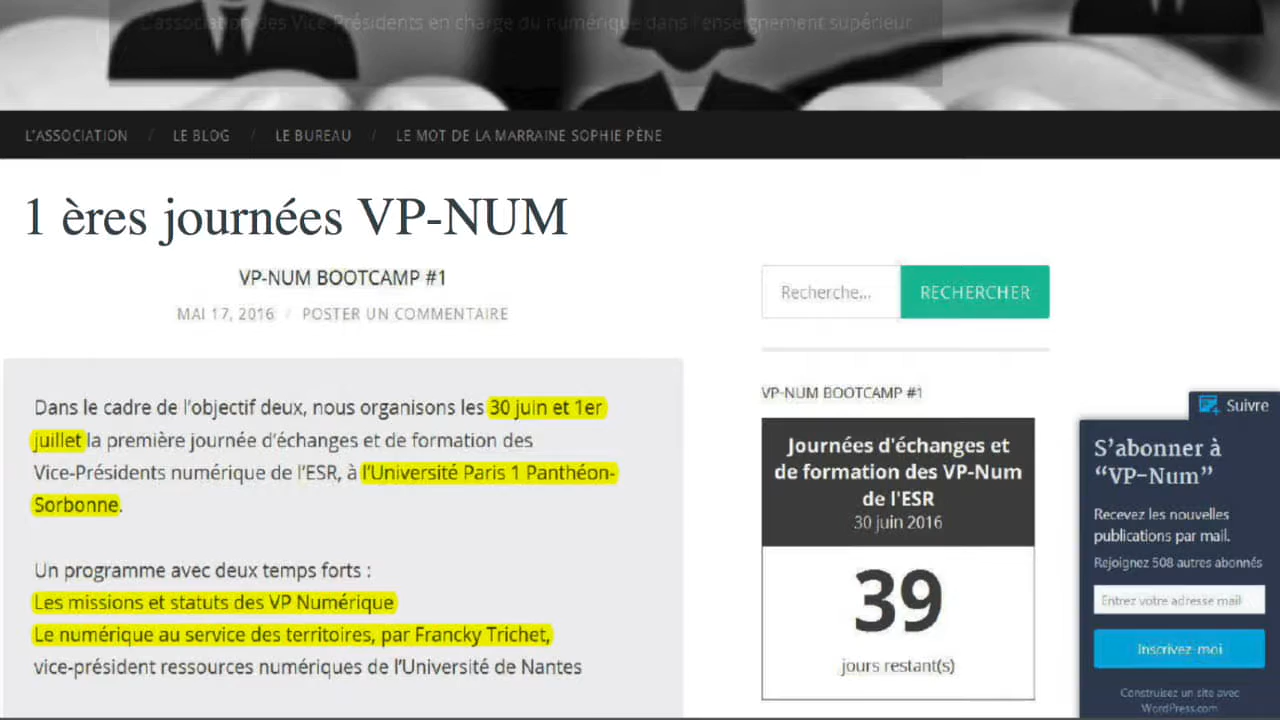 L'association des Vice-Présidents en charge du numérique dans l'enseignement supérieur
L'ASSOCIATION / LE BLOG / LE BUREAU / LE MOT DE LA MARRAINE SOPHIE PÈNE
1 ères journées VP-NUM
VP-NUM BOOTCAMP #1
MAI 17, 2016 / POSTER UN COMMENTAIRE
Dans le cadre de l'objectif deux, nous organisons les 30 juin et 1er
juillet la première journée d'échanges et de formation des
Vice-Présidents numérique de l'ESR, à l'Université Paris 1 Panthéon-
Sorbonne.
Un programme avec deux temps forts :
Les missions et statuts des VP Numérique
Le numérique au service des territoires, par Francky Trichet,
vice-président ressources numériques de l'Université de Nantes
Recherche... RECHERCHER
VP-NUM BOOTCAMP #1
Journées d'échanges et
de formation des VP-Num
de l'ESR
30 juin 2016
39
jours restant(s)
Suivre
S'abonner à
“VP-Num”
Recevez les nouvelles
publications par mail.
Rejoignez 508 autres abonnés
Entrez votre adresse mail
Inscrivez-moi
Construisez un site avec
WordPress.com